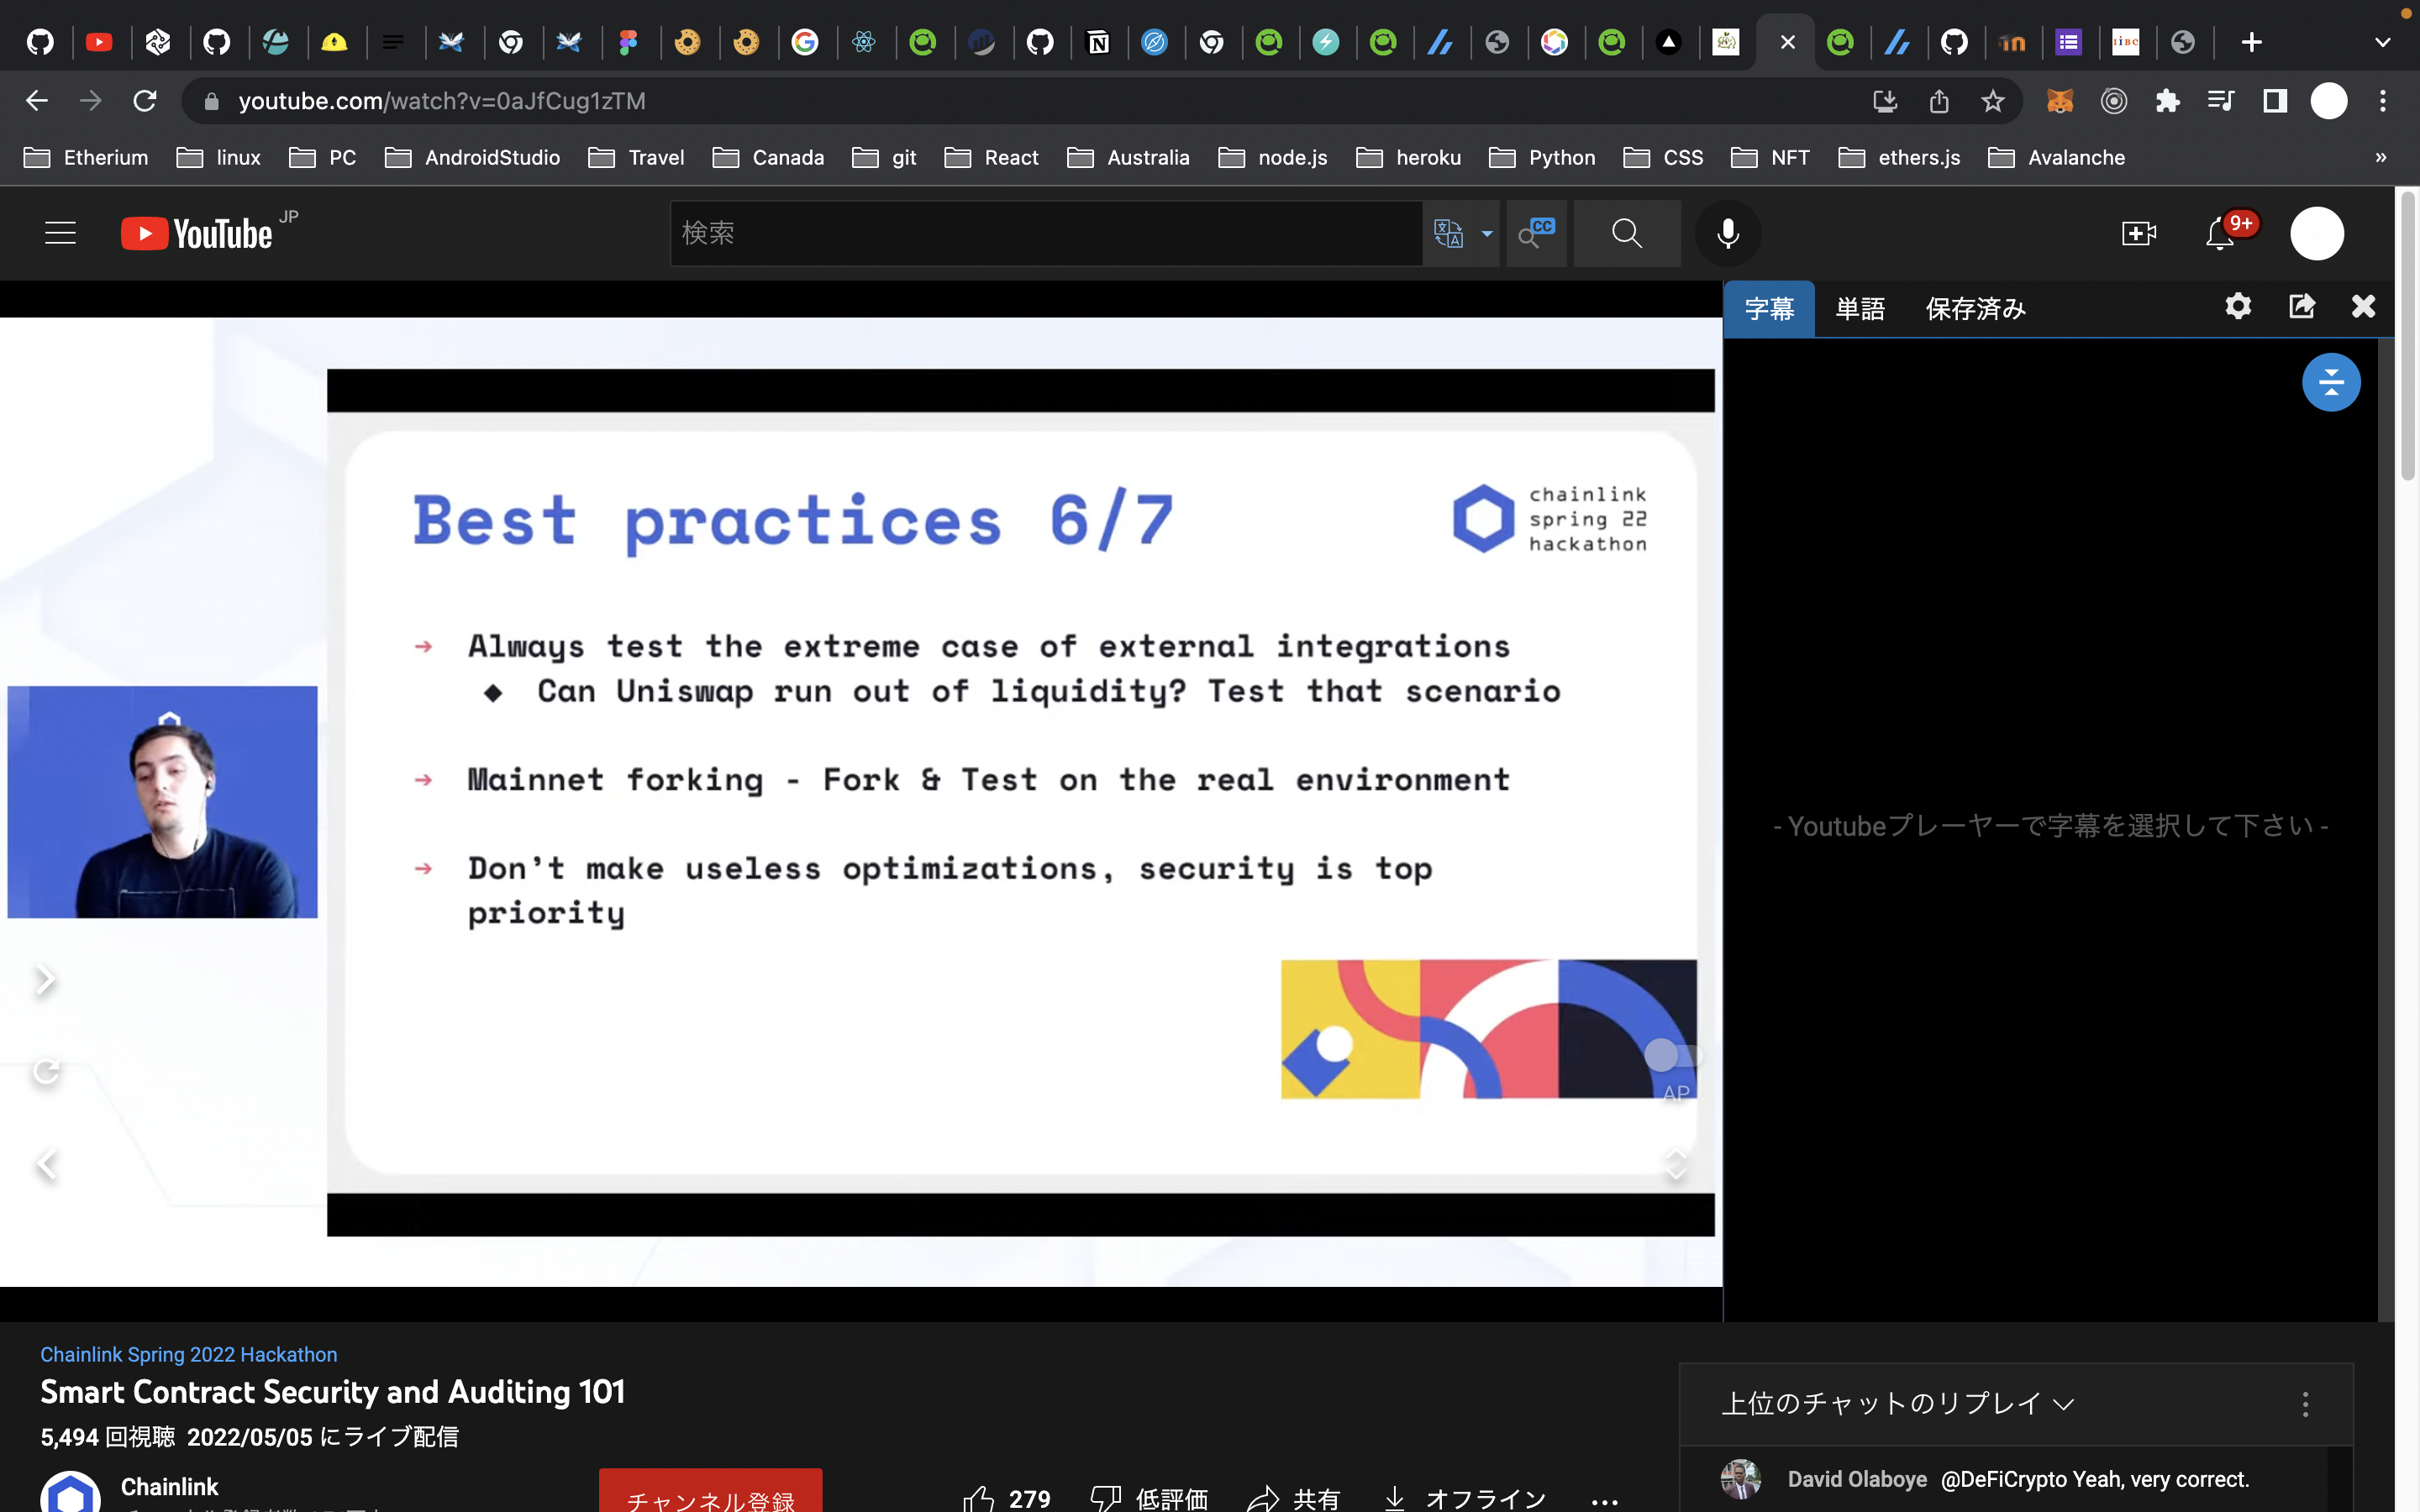 youtube.com/watch?v=0aJfCug1zTM
Etherium linux PC AndroidStudio Travel Canada git React Australia node.js heroku Python CSS NFT ethers.js Avalanche »
YouTube JP
検索
CC
9+
字幕 単語 保存済み
Best practices 6/7
chainlink
spring 22
hackathon
→ Always test the extreme case of external integrations
◆ Can Uniswap run out of liquidity? Test that scenario
→ Mainnet forking - Fork & Test on the real environment
→ Don't make useless optimizations, security is top
priority
AP
- Youtubeプレーヤーで字幕を選択して下さい -
Chainlink Spring 2022 Hackathon
Smart Contract Security and Auditing 101
5,494 回視聴 2022/05/05 にライブ配信
Chainlink
チャンネル登録
279 低評価 共有 オフライン
上位のチャットのリプレイ
David Olaboye @DeFiCrypto Yeah, very correct.